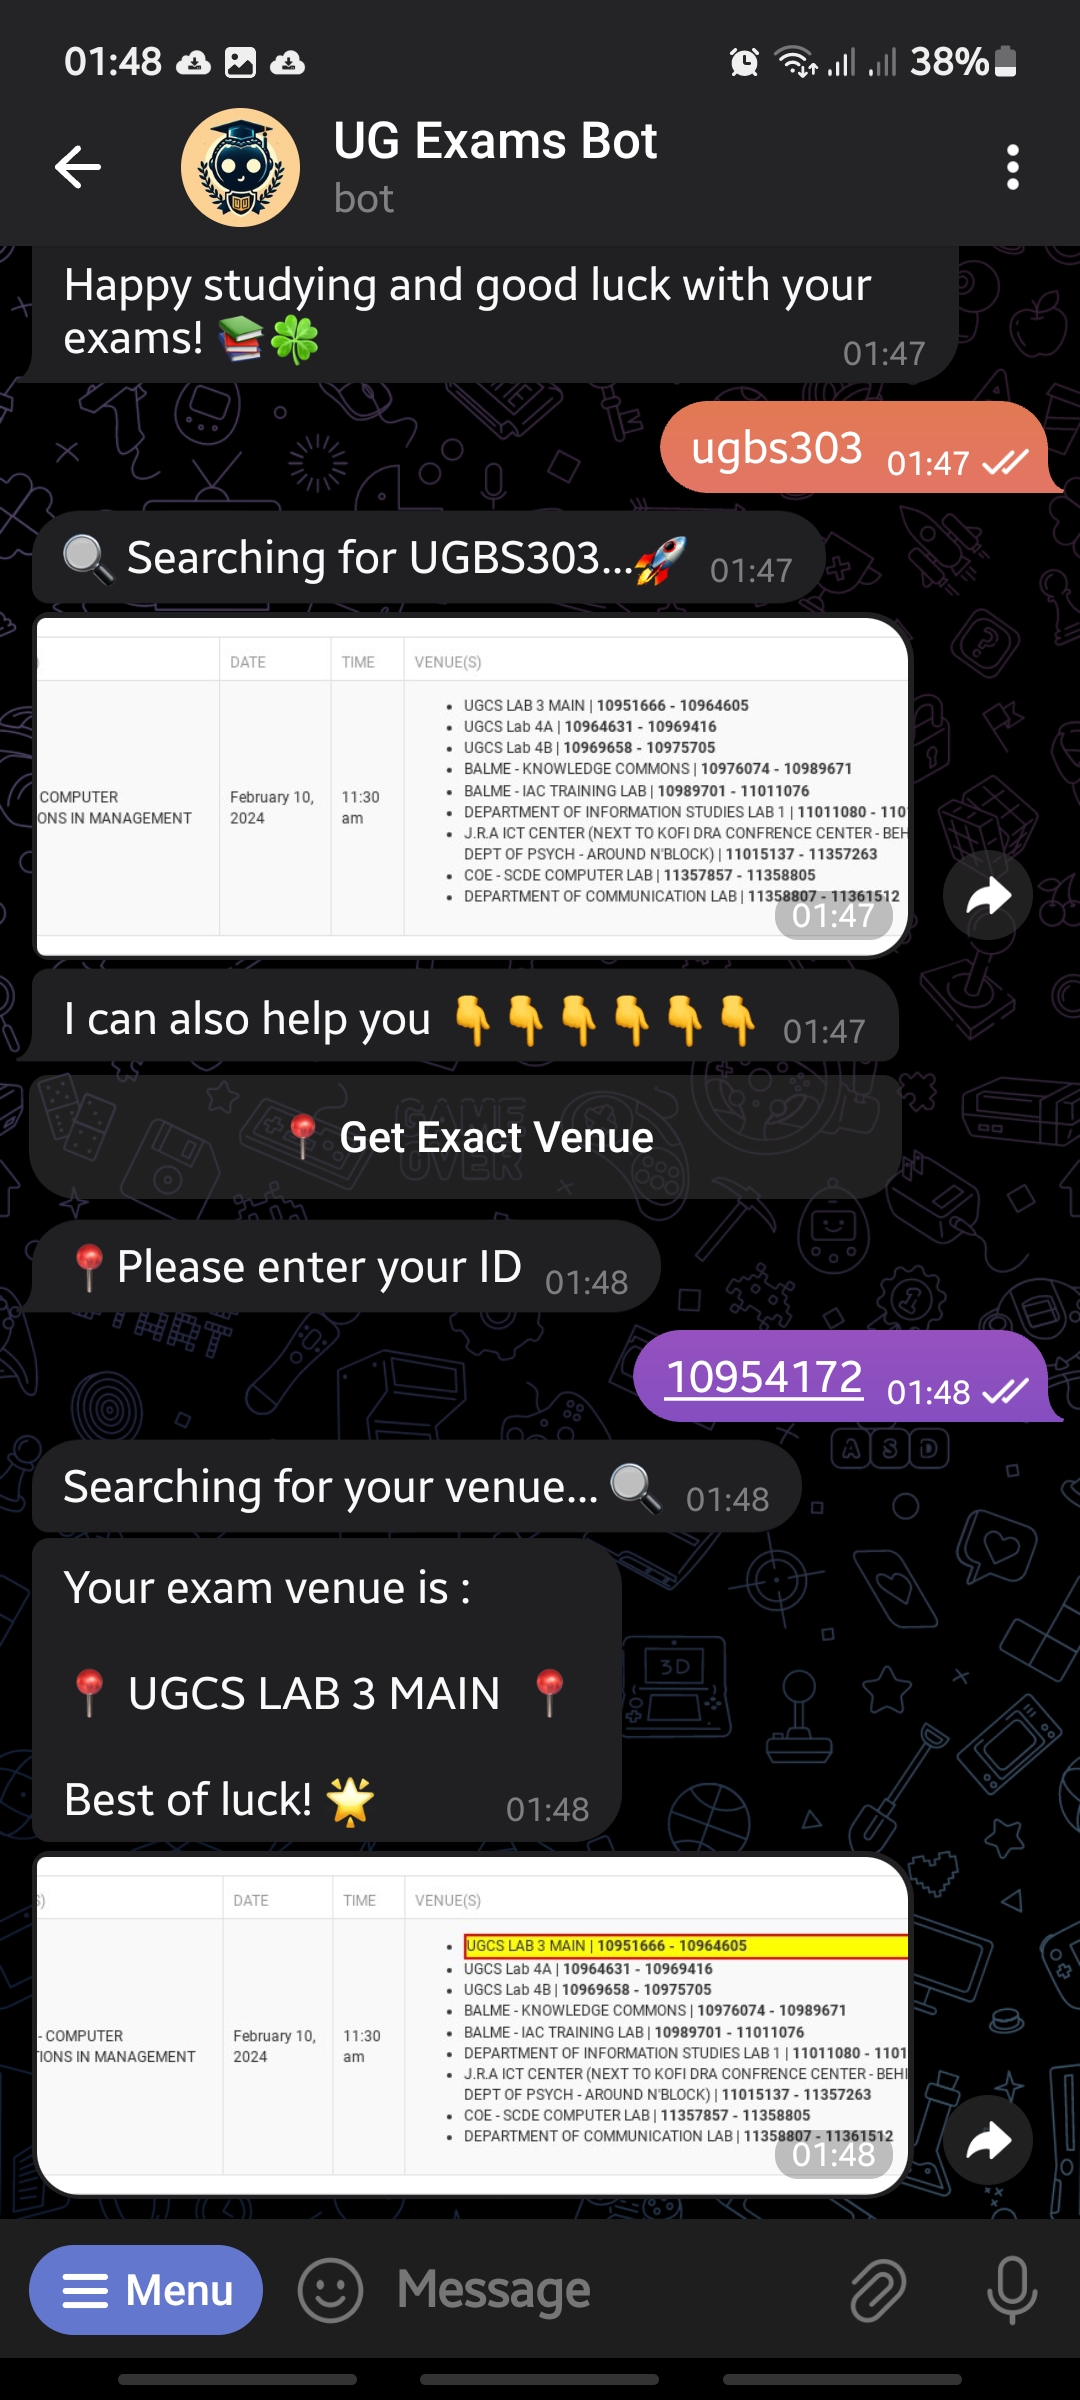 01:48 38%
UG Exams Bot
bot
Happy studying and good luck with your
exams! 📚🍀 01:47
ugbs303 01:47
🔍 Searching for UGBS303...🚀 01:47
DATE TIME VENUE(S)
UGCS LAB 3 MAIN | 10951666 - 10964605
UGCS Lab 4A | 10964631 - 10969416
UGCS Lab 4B | 10969658 - 10975705
BALME - KNOWLEDGE COMMONS | 10976074 - 10989671
COMPUTER February 10, 11:30 BALME - IAC TRAINING LAB | 10989701 - 11011076
ONS IN MANAGEMENT 2024 am DEPARTMENT OF INFORMATION STUDIES LAB 1 | 11011080 - 110
J.R.A ICT CENTER (NEXT TO KOFI DRA CONFRENCE CENTER - BEH
DEPT OF PSYCH - AROUND N'BLOCK) | 11015137 - 11357263
COE - SCDE COMPUTER LAB | 11357857 - 11358805
DEPARTMENT OF COMMUNICATION LAB | 11358807 - 11361512
01:47
I can also help you 👇👇👇👇👇👇 01:47
📍 Get Exact Venue
📍Please enter your ID 01:48
10954172 01:48
Searching for your venue... 🔍 01:48
Your exam venue is :
📍 UGCS LAB 3 MAIN 📍
Best of luck! 🌟 01:48
S) DATE TIME VENUE(S)
UGCS LAB 3 MAIN | 10951666 - 10964605
UGCS Lab 4A | 10964631 - 10969416
UGCS Lab 4B | 10969658 - 10975705
BALME - KNOWLEDGE COMMONS | 10976074 - 10989671
- COMPUTER February 10, 11:30 BALME - IAC TRAINING LAB | 10989701 - 11011076
TIONS IN MANAGEMENT 2024 am DEPARTMENT OF INFORMATION STUDIES LAB 1 | 11011080 - 1101
J.R.A ICT CENTER (NEXT TO KOFI DRA CONFRENCE CENTER - BEHI
DEPT OF PSYCH - AROUND N'BLOCK) | 11015137 - 11357263
COE - SCDE COMPUTER LAB | 11357857 - 11358805
DEPARTMENT OF COMMUNICATION LAB | 11358807 - 11361512
01:48
Menu Message